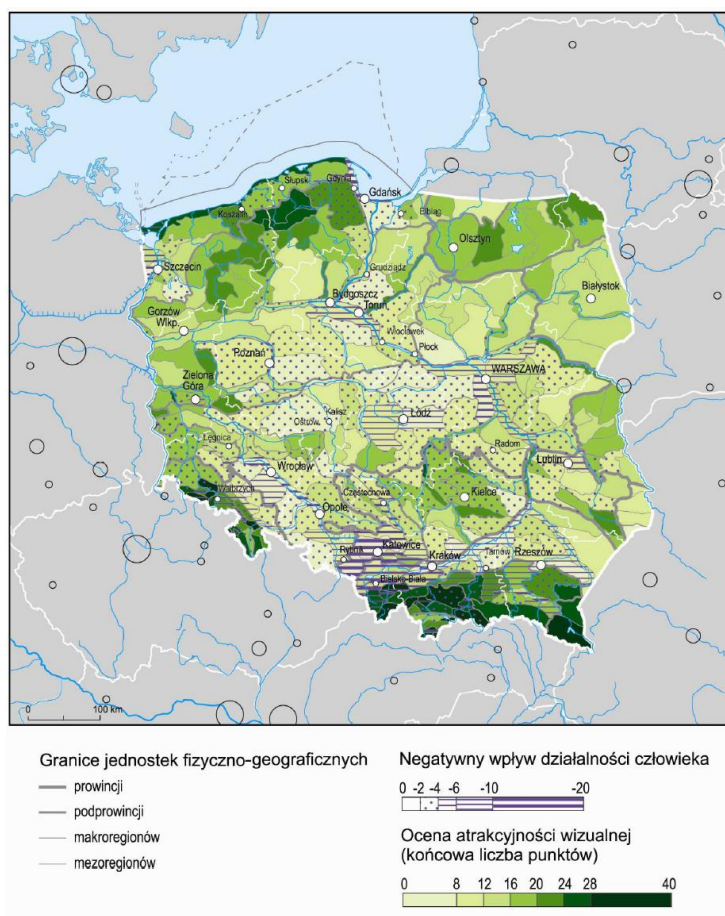 Słupsk
Gdynia
Gdańsk
Koszalin
Elbląg
Olsztyn
Szczecin
Grudziądz
Białystok
Bydgoszcz
Toruń
Gorzów
Wlkp.
Włocławek
Płock
Poznań
WARSZAWA
Zielona
Góra
Kalisz
Ostrów.
Łódź
Legnica
Radom
Wrocław
Lublin
Wałbrzych
Częstochowa
Kielce
Opole
Katowice
Rybnik
Kraków
Tarnów
Rzeszów
Bielsko-Biała
0 100 km
Granice jednostek fizyczno-geograficznych
prowincji
podprowincji
makroregionów
mezoregionów
Negatywny wpływ działalności człowieka
0 -2 -4 -6 -10 -20
Ocena atrakcyjności wizualnej
(końcowa liczba punktów)
0 8 12 16 20 24 28 40